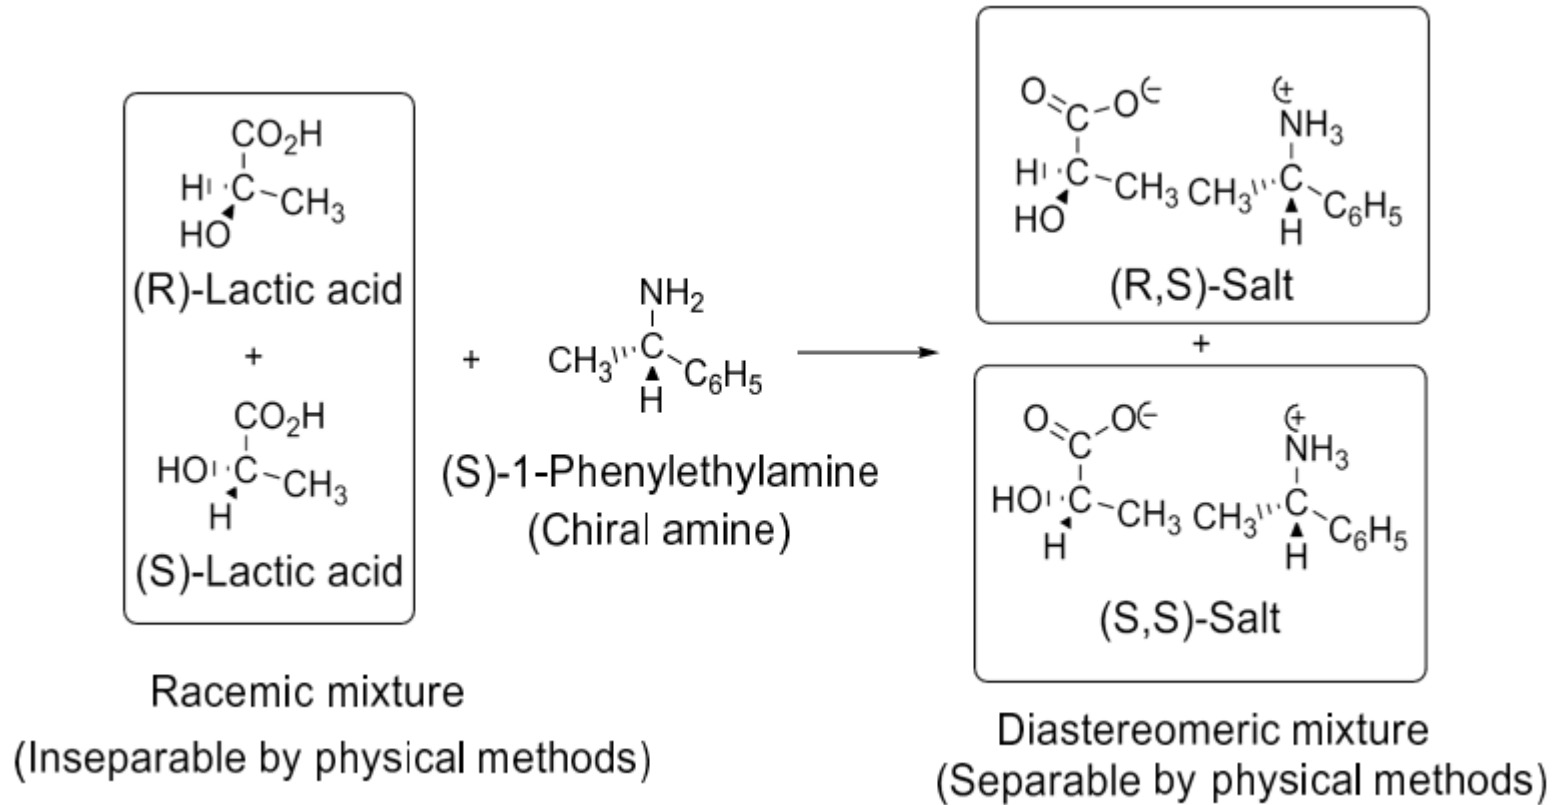 CO₂H
H C CH₃
HO
(R)-Lactic acid
+
CO₂H
HO C CH₃
H
(S)-Lactic acid
Racemic mixture
(Inseparable by physical methods)
+
NH₂
CH₃ C C₆H₅
H
(S)-1-Phenylethylamine
(Chiral amine)
O C O⊖
H C CH₃
HO
⊕
NH₃
CH₃ C C₆H₅
H
(R,S)-Salt
+
O C O⊖
HO C CH₃
H
⊕
NH₃
CH₃ C C₆H₅
H
(S,S)-Salt
Diastereomeric mixture
(Separable by physical methods)